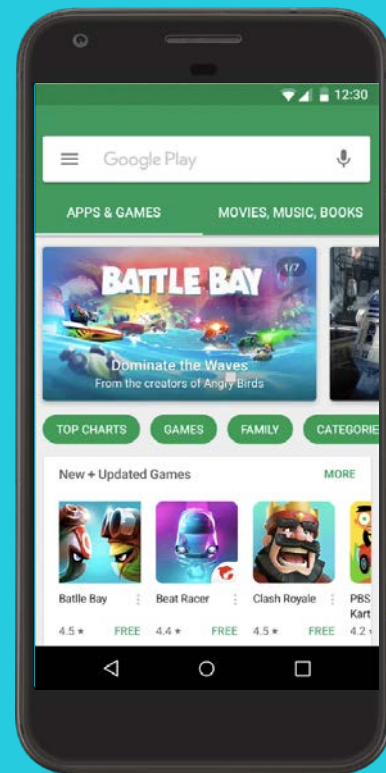 12:30
Google Play
APPS & GAMES
MOVIES, MUSIC, BOOKS
BATTLE BAY
1/7
Dominate the Waves
From the creators of Angry Birds
TOP CHARTS
GAMES
FAMILY
CATEGORIE
New + Updated Games
MORE
Batlle Bay
Beat Racer
Clash Royale
PBS
Kart
4.5 ★ FREE
4.4 ★ FREE
4.5 ★ FREE
4.2 ★